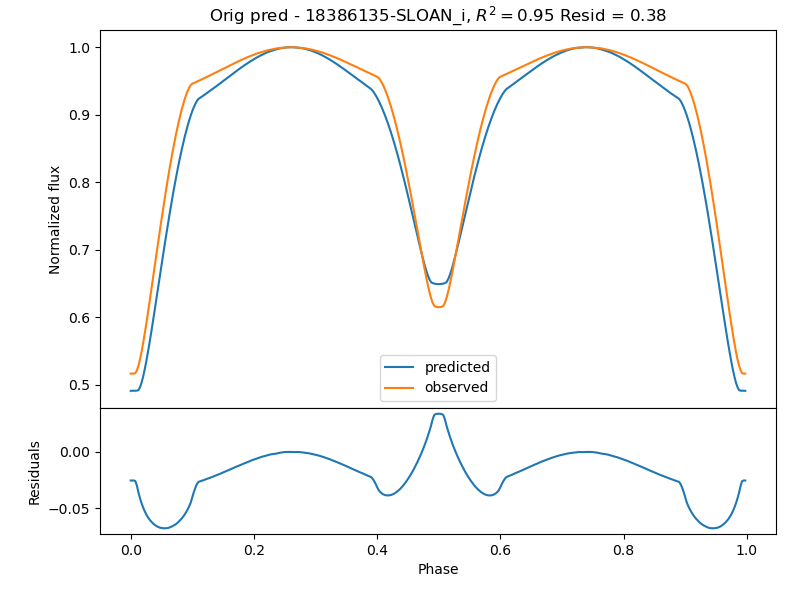 Orig pred - 18386135-SLOAN_i, R² = 0.95 Resid = 0.38
1.0
0.9
0.8
0.7
0.6
0.5
Normalized flux
predicted
observed
0.00
−0.05
Residuals
0.0 0.2 0.4 0.6 0.8 1.0
Phase